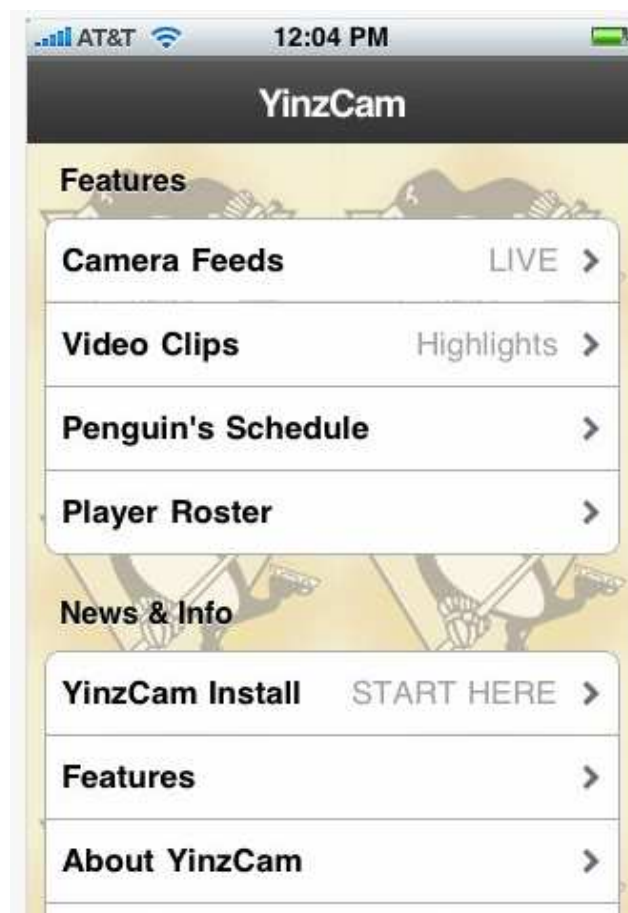 AT&T 12:04 PM
YinzCam
Features
Camera Feeds LIVE
Video Clips Highlights
Penguin's Schedule
Player Roster
News & Info
YinzCam Install START HERE
Features
About YinzCam